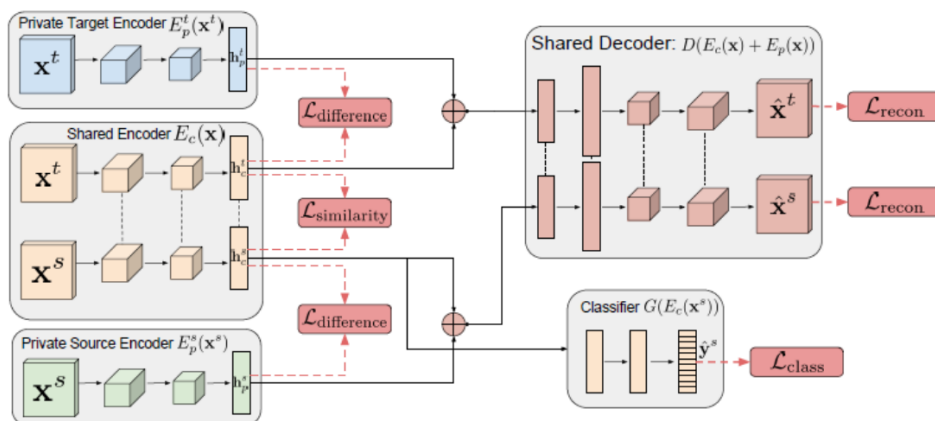 Private Target Encoder $E_p^t(\mathbf{x}^t)$
$\mathbf{x}^t$
$\mathbf{h}_p^t$
$\mathcal{L}_{\text{difference}}$
Shared Encoder $E_c(\mathbf{x})$
$\mathbf{x}^t$
$\mathbf{h}_c^t$
$\mathcal{L}_{\text{similarity}}$
$\mathbf{x}^s$
$\mathbf{h}_c^s$
$\mathcal{L}_{\text{difference}}$
Private Source Encoder $E_p^s(\mathbf{x}^s)$
$\mathbf{x}^s$
$\mathbf{h}_p^s$
Shared Decoder: $D(E_c(\mathbf{x}) + E_p(\mathbf{x}))$
$\hat{\mathbf{x}}^t$
$\mathcal{L}_{\text{recon}}$
$\hat{\mathbf{x}}^s$
$\mathcal{L}_{\text{recon}}$
Classifier $G(E_c(\mathbf{x}^s))$
$\hat{\mathbf{y}}^s$
$\mathcal{L}_{\text{class}}$